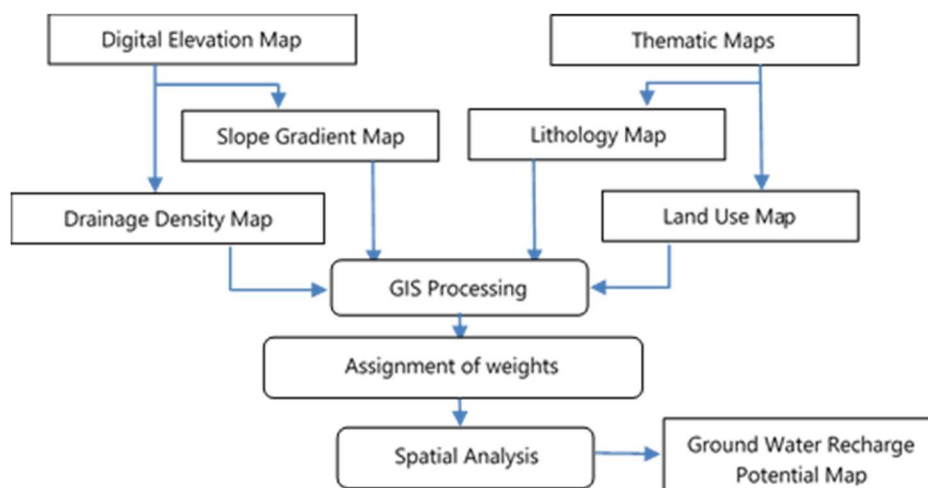 Digital Elevation Map
Thematic Maps
Slope Gradient Map
Lithology Map
Drainage Density Map
Land Use Map
GIS Processing
Assignment of weights
Spatial Analysis
Ground Water Recharge
Potential Map